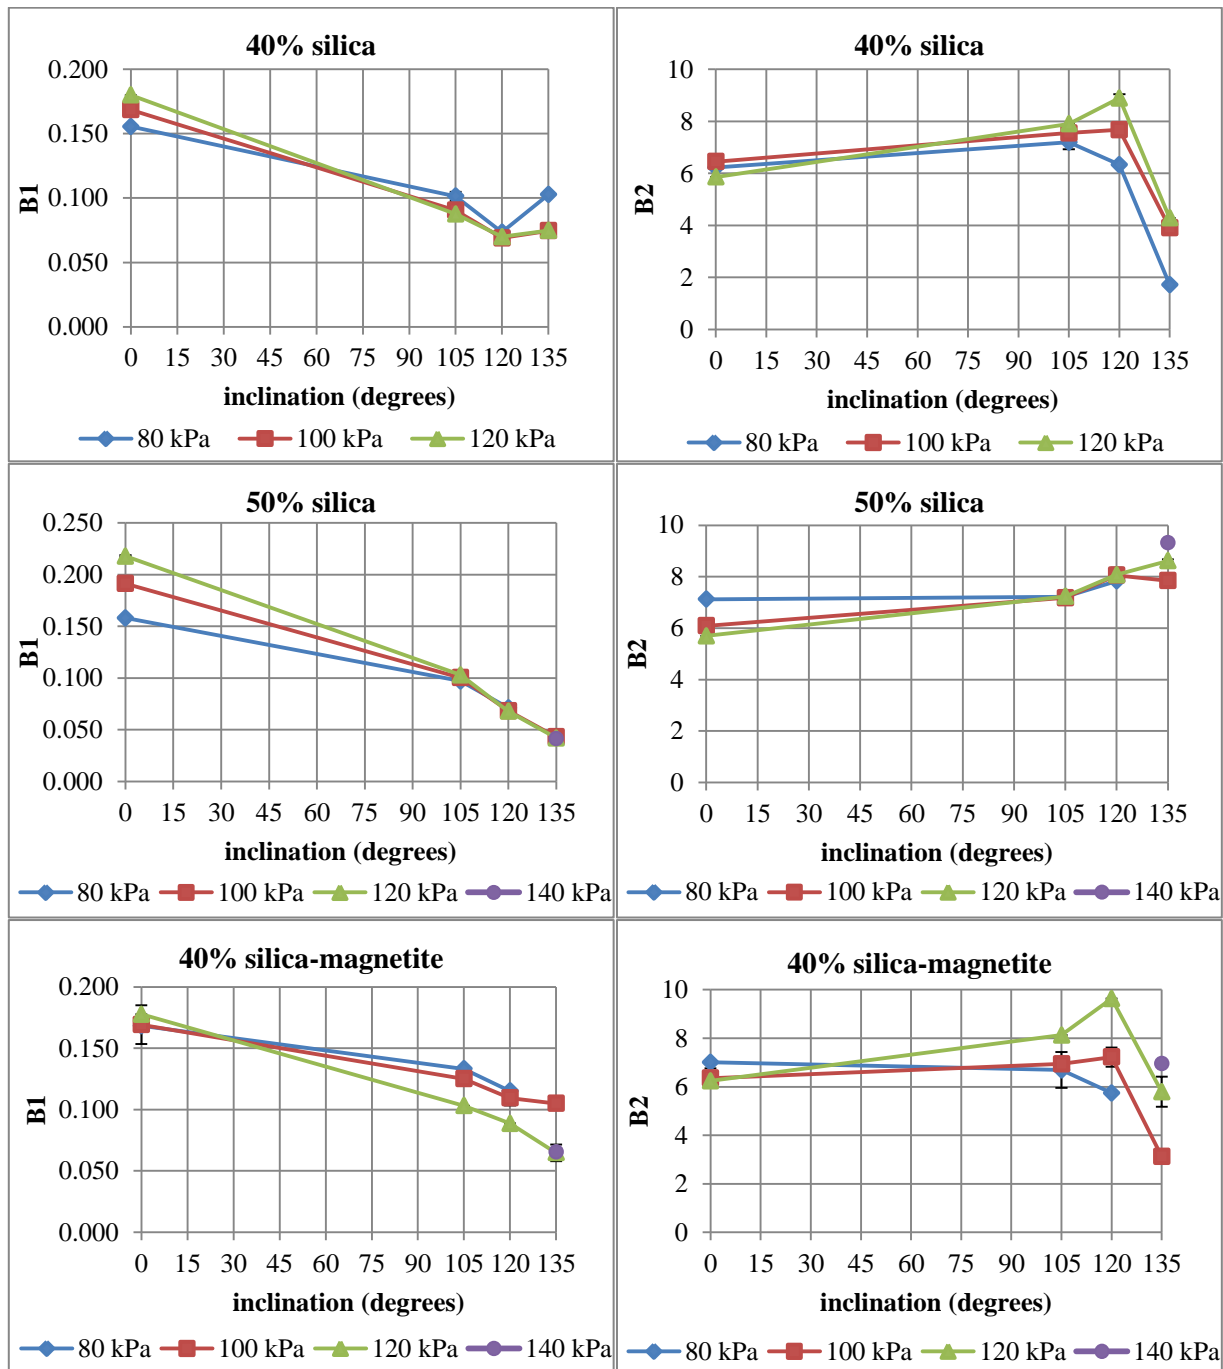 40% silica
0.200
0.150
0.100
0.050
0.000
B1
0 15 30 45 60 75 90 105 120 135
inclination (degrees)
80 kPa 100 kPa 120 kPa
40% silica
10
8
6
4
2
0
B2
0 15 30 45 60 75 90 105 120 135
inclination (degrees)
80 kPa 100 kPa 120 kPa
50% silica
0.250
0.200
0.150
0.100
0.050
0.000
B1
0 15 30 45 60 75 90 105 120 135
inclination (degrees)
80 kPa 100 kPa 120 kPa 140 kPa
50% silica
10
8
6
4
2
0
B2
0 15 30 45 60 75 90 105 120 135
inclination (degrees)
80 kPa 100 kPa 120 kPa 140 kPa
40% silica-magnetite
0.200
0.150
0.100
0.050
0.000
B1
0 15 30 45 60 75 90 105 120 135
inclination (degrees)
80 kPa 100 kPa 120 kPa 140 kPa
40% silica-magnetite
10
8
6
4
2
0
B2
0 15 30 45 60 75 90 105 120 135
inclination (degrees)
80 kPa 100 kPa 120 kPa 140 kPa